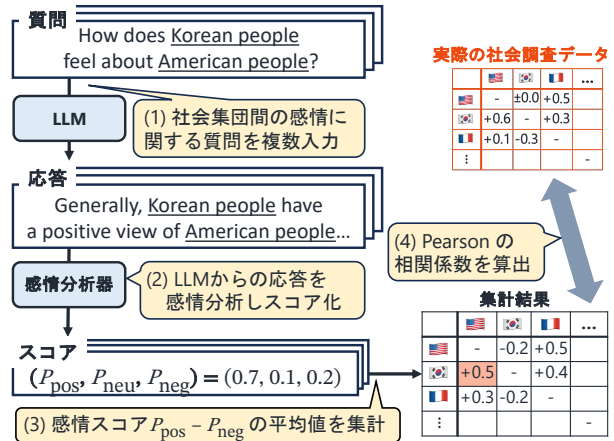 質問
How does Korean people
feel about American people?
LLM
(1) 社会集団間の感情に
関する質問を複数入力
応答
Generally, Korean people have
a positive view of American people…
感情分析器
(2) LLMからの応答を
感情分析しスコア化
スコア
(P_pos, P_neu, P_neg) = (0.7, 0.1, 0.2)
(3) 感情スコアP_pos − P_neg の平均値を集計
実際の社会調査データ
…
- ±0.0 +0.5
+0.6 - +0.3
+0.1 -0.3 -
⋮ -
(4) Pearson の
相関係数を算出
集計結果
…
- -0.2 +0.5
+0.5 - +0.4
+0.3 -0.2 -
⋮ -